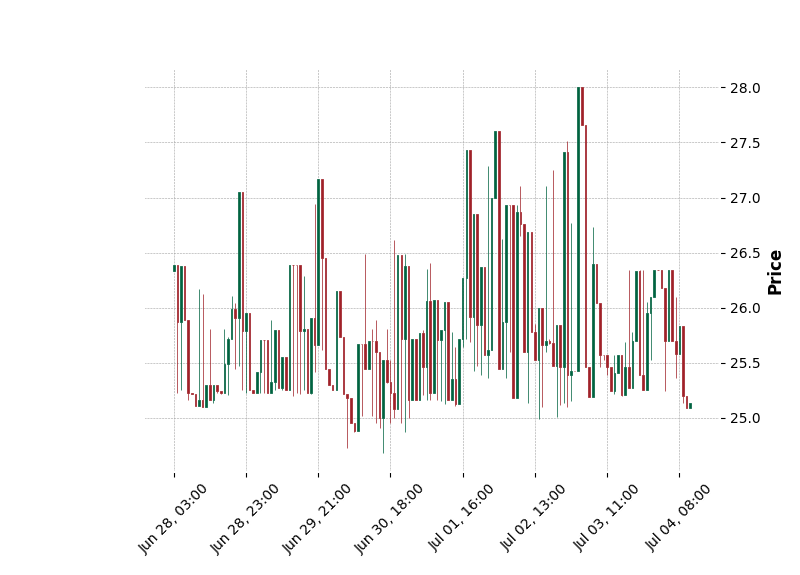 28.0
27.5
27.0
26.5
26.0
25.5
25.0
Price
Jun 28, 03:00
Jun 28, 23:00
Jun 29, 21:00
Jun 30, 18:00
Jul 01, 16:00
Jul 02, 13:00
Jul 03, 11:00
Jul 04, 08:00